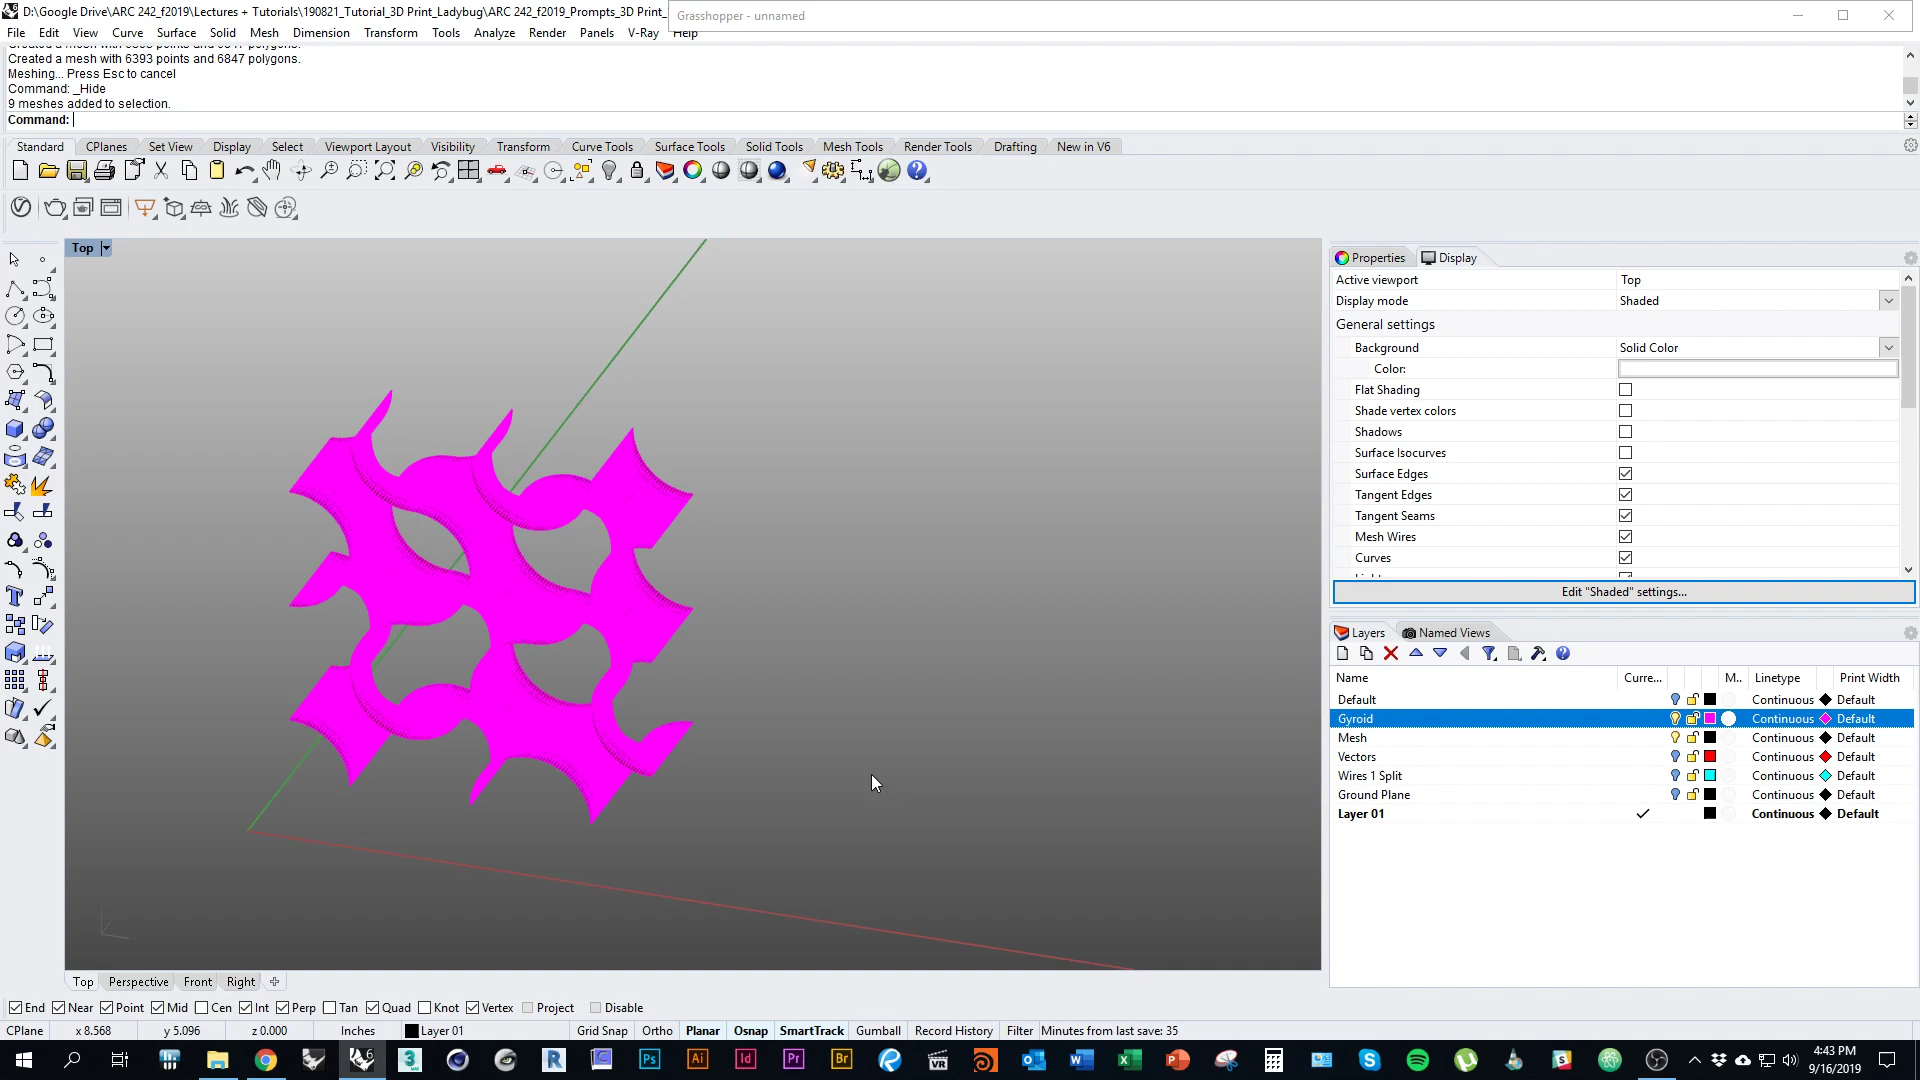 D:\Google Drive\ARC 242_f2019\Lectures + Tutorials\190821_Tutorial_3D Print_Ladybug\ARC 242_f2019_Prompts_3D Print_
Grasshopper - unnamed
File Edit View Curve Surface Solid Mesh Dimension Transform Tools Analyze Render Panels V-Ray Help
Created a mesh with 6393 points and 6847 polygons.
Meshing... Press Esc to cancel
Command: _Hide
9 meshes added to selection.
Command:
Standard CPlanes Set View Display Select Viewport Layout Visibility Transform Curve Tools Surface Tools Solid Tools Mesh Tools Render Tools Drafting New in V6
Top
Properties Display
Active viewport Top
Display mode Shaded
General settings
Background Solid Color
Color:
Flat Shading
Shade vertex colors
Shadows
Surface Isocurves
Surface Edges
Tangent Edges
Tangent Seams
Mesh Wires
Curves
Edit "Shaded" settings...
Layers Named Views
Name Curre... M.. Linetype Print Width
Default Continuous Default
Gyroid Continuous Default
Mesh Continuous Default
Vectors Continuous Default
Wires 1 Split Continuous Default
Ground Plane Continuous Default
Layer 01 Continuous Default
Top Perspective Front Right
End Near Point Mid Cen Int Perp Tan Quad Knot Vertex Project Disable
CPlane x 8.568 y 5.096 z 0.000 Inches Layer 01 Grid Snap Ortho Planar Osnap SmartTrack Gumball Record History Filter Minutes from last save: 35
4:43 PM
9/16/2019